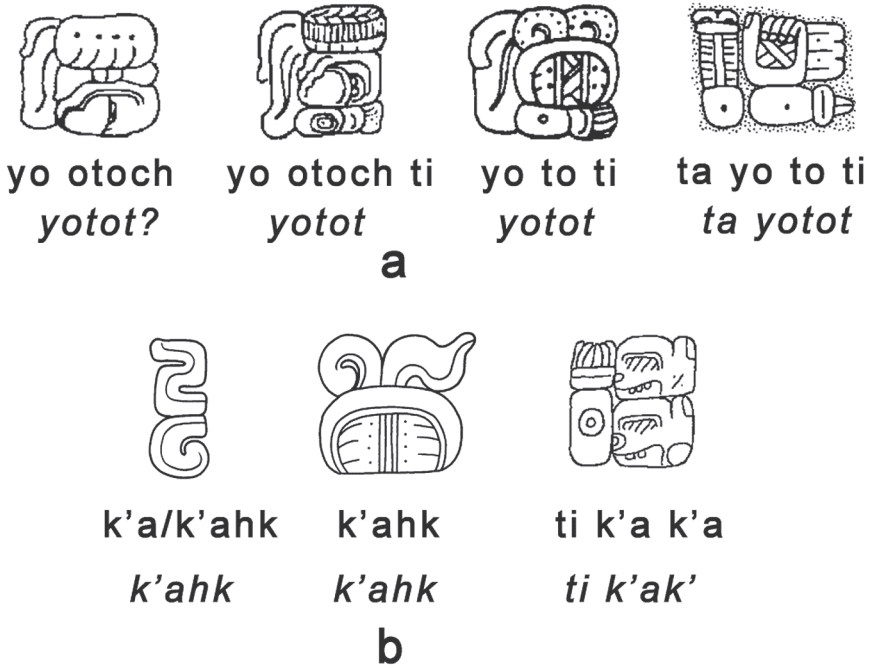 yo otoch yo otoch ti yo to ti ta yo to ti
yotot? yotot yotot ta yotot
a
k’a/k’ahk k’ahk ti k’a k’a
k’ahk k’ahk ti k’ak’
b